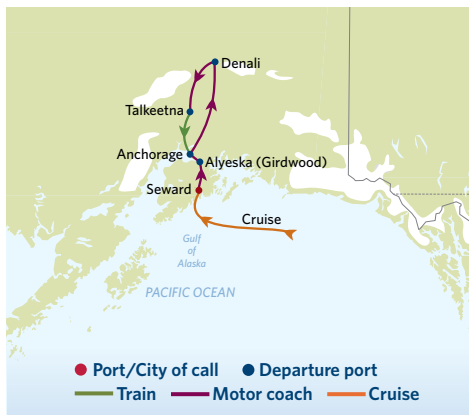 Denali
Talkeetna
Anchorage
Alyeska (Girdwood)
Seward
Cruise
Gulf
of
Alaska
PACIFIC OCEAN
Port/City of call Departure port
Train Motor coach Cruise